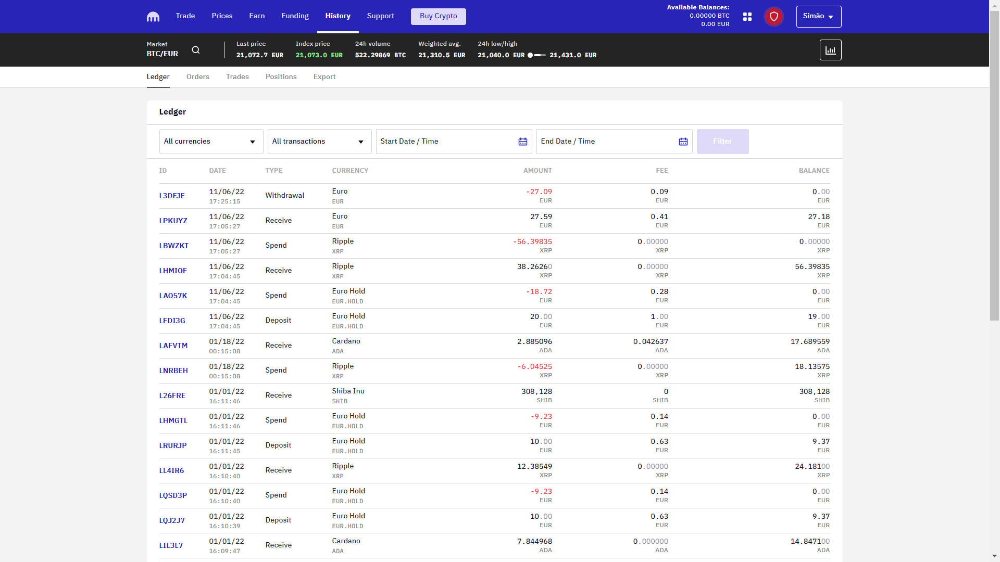 Trade Prices Earn Funding History Support Buy Crypto
Available Balances:
0.00000 BTC
0.00 EUR
Simão
Market
BTC/EUR
Last price Index price 24h volume Weighted avg. 24h low/high
21,072.7 EUR 21,073.0 EUR 522.29869 BTC 21,310.5 EUR 21,040.0 EUR 21,431.0 EUR
Ledger Orders Trades Positions Export
Ledger
All currencies All transactions Start Date / Time End Date / Time Filter
ID DATE TYPE CURRENCY AMOUNT FEE BALANCE
L3DFJE 11/06/22 Withdrawal Euro -27.09 0.09 0.00
17:25:15 EUR EUR EUR EUR
LPKUYZ 11/06/22 Receive Euro 27.59 0.41 27.18
17:05:27 EUR EUR EUR EUR
LBWZKT 11/06/22 Spend Ripple -56.39835 0.00000 0.00000
17:05:27 XRP XRP XRP XRP
LHMIOF 11/06/22 Receive Ripple 38.26260 0.00000 56.39835
17:04:45 XRP XRP XRP XRP
LAO57K 11/06/22 Spend Euro Hold -18.72 0.28 0.00
17:04:45 EUR.HOLD EUR EUR EUR
LFDI3G 11/06/22 Deposit Euro Hold 20.00 1.00 19.00
17:04:45 EUR.HOLD EUR EUR EUR
LAFVTM 01/18/22 Receive Cardano 2.885096 0.042637 17.689559
00:15:08 ADA ADA ADA ADA
LNRBEH 01/18/22 Spend Ripple -6.04525 0.00000 18.13575
00:15:08 XRP XRP XRP XRP
L26FRE 01/01/22 Receive Shiba Inu 308,128 0 308,128
16:11:46 SHIB SHIB SHIB SHIB
LHMGTL 01/01/22 Spend Euro Hold -9.23 0.14 0.00
16:11:46 EUR.HOLD EUR EUR EUR
LRURJP 01/01/22 Deposit Euro Hold 10.00 0.63 9.37
16:11:45 EUR.HOLD EUR EUR EUR
LL4IR6 01/01/22 Receive Ripple 12.38549 0.00000 24.18100
16:10:40 XRP XRP XRP XRP
LQSD3P 01/01/22 Spend Euro Hold -9.23 0.14 0.00
16:10:40 EUR.HOLD EUR EUR EUR
LQJ2J7 01/01/22 Deposit Euro Hold 10.00 0.63 9.37
16:10:39 EUR.HOLD EUR EUR EUR
LIL3L7 01/01/22 Receive Cardano 7.844968 0.000000 14.847100
16:09:47 ADA ADA ADA ADA